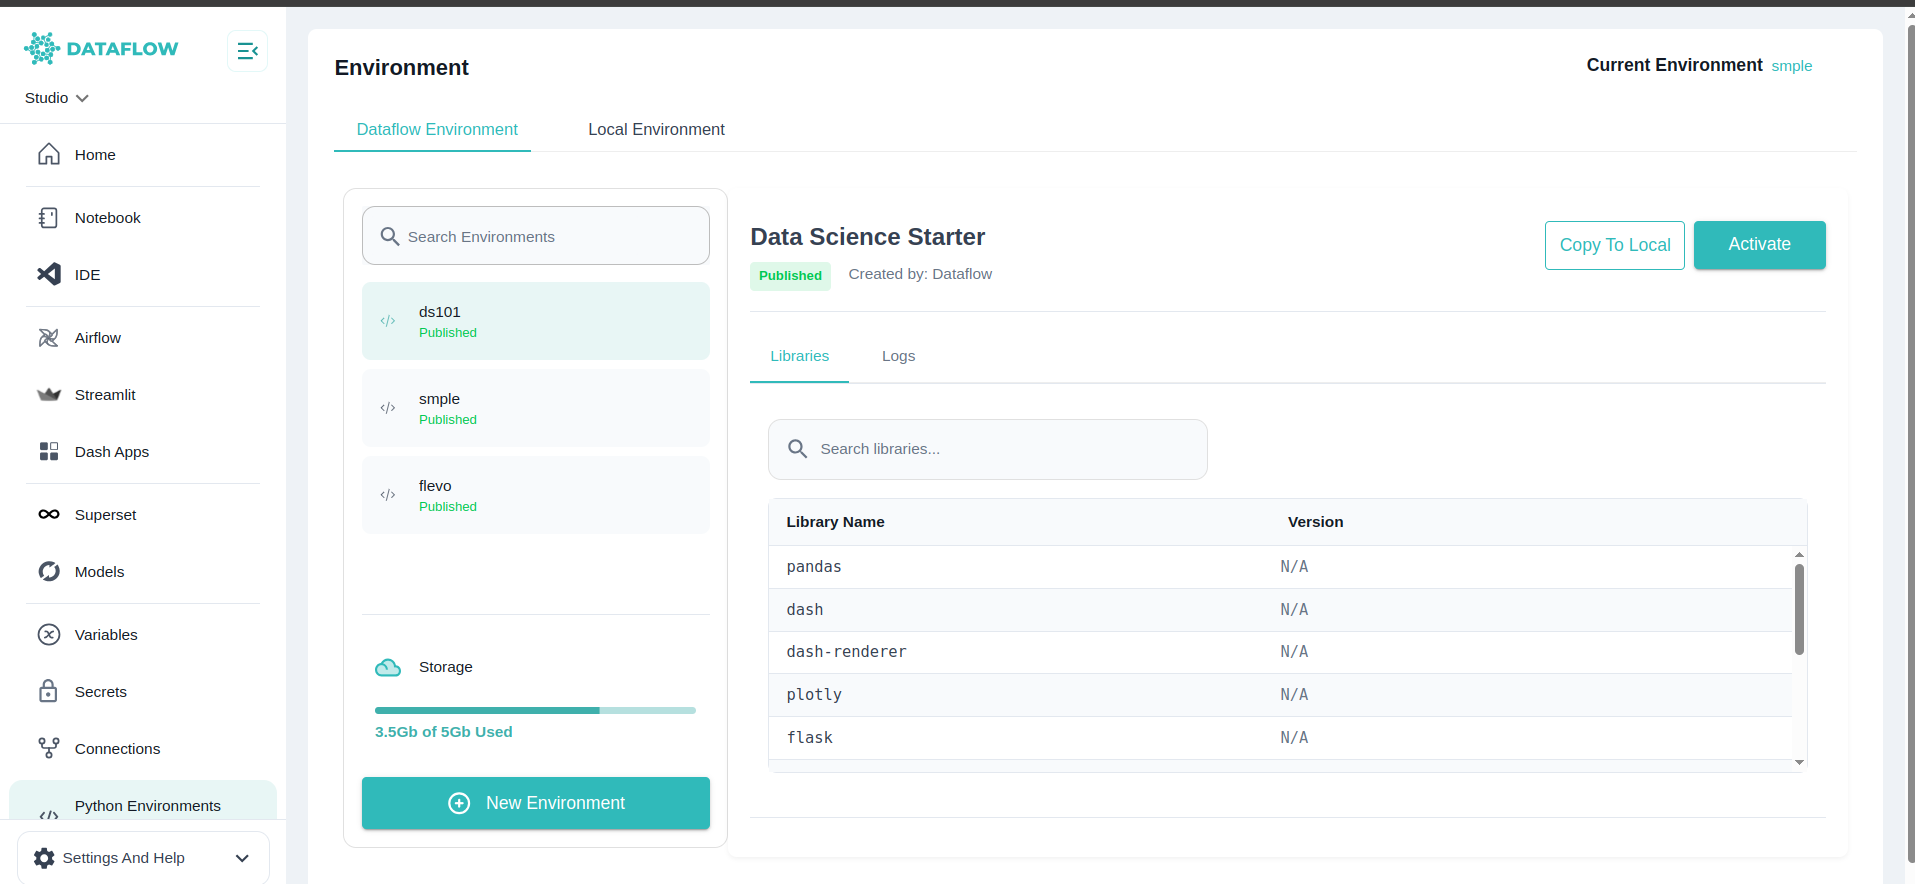 DATAFLOW
Studio
Home
Notebook
IDE
Airflow
Streamlit
Dash Apps
Superset
Models
Variables
Secrets
Connections
Python Environments
Settings And Help
Environment
Current Environment smple
Dataflow Environment
Local Environment
Search Environments
ds101
Published
smple
Published
flevo
Published
Storage
3.5Gb of 5Gb Used
New Environment
Data Science Starter
Published
Created by: Dataflow
Copy To Local
Activate
Libraries
Logs
Search libraries...
Library Name Version
pandas N/A
dash N/A
dash-renderer N/A
plotly N/A
flask N/A